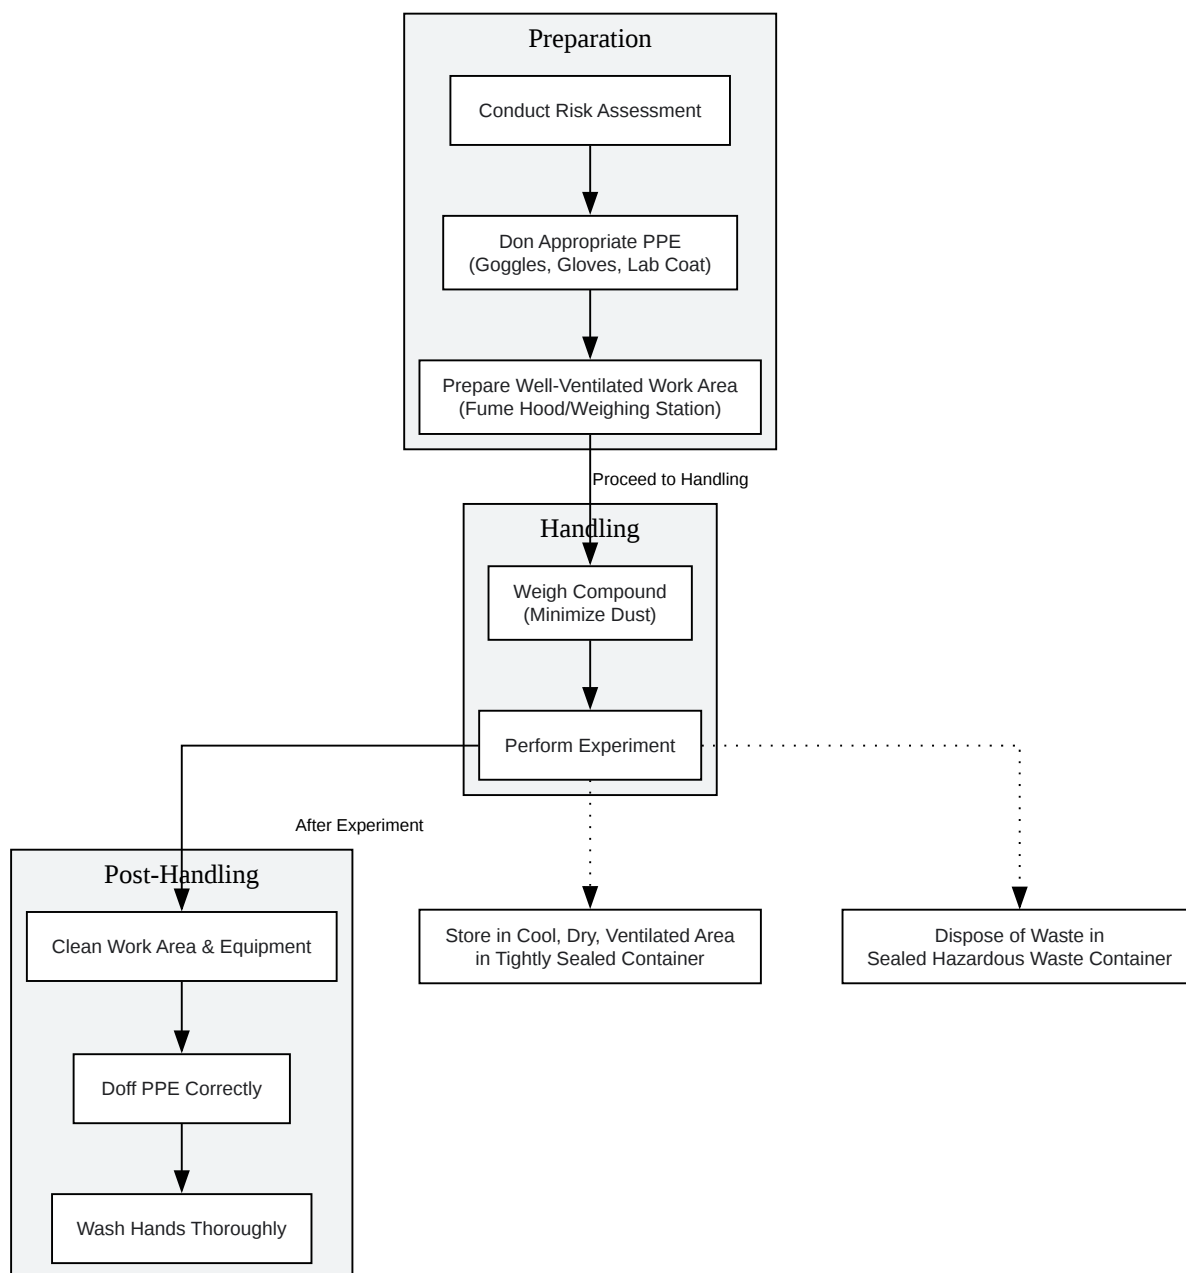 Preparation
Conduct Risk Assessment
Don Appropriate PPE
(Goggles, Gloves, Lab Coat)
Prepare Well-Ventilated Work Area
(Fume Hood/Weighing Station)
Proceed to Handling
Handling
Weigh Compound
(Minimize Dust)
Perform Experiment
After Experiment
Post-Handling
Clean Work Area & Equipment
Doff PPE Correctly
Wash Hands Thoroughly
Store in Cool, Dry, Ventilated Area
in Tightly Sealed Container
Dispose of Waste in
Sealed Hazardous Waste Container